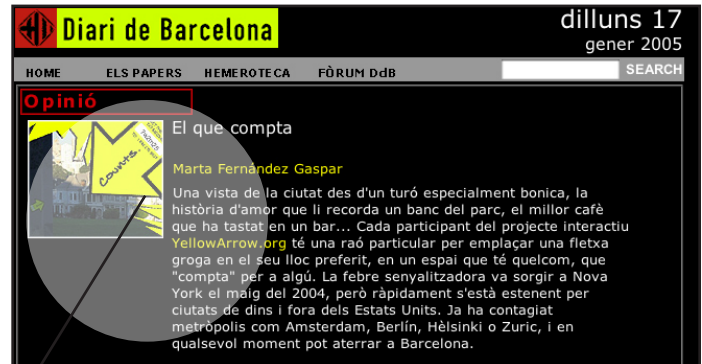 Diari de Barcelona
dilluns 17
gener 2005
HOME ELS PAPERS HEMEROTECA FÒRUM DdB SEARCH
Opinió
El que compta
counts.
Marta Fernández Gaspar
Una vista de la ciutat des d'un turó especialment bonica, la
història d'amor que li recorda un banc del parc, el millor cafè
que ha tastat en un bar... Cada participant del projecte interactiu
YellowArrow.org té una raó particular per emplaçar una fletxa
groga en el seu lloc preferit, en un espai que té quelcom, que
"compta" per a algú. La febre senyalitzadora va sorgir a Nova
York el maig del 2004, però ràpidament s'està estenent per
ciutats de dins i fora dels Estats Units. Ja ha contagiat
metròpolis com Amsterdam, Berlín, Hèlsinki o Zuric, i en
qualsevol moment pot aterrar a Barcelona.